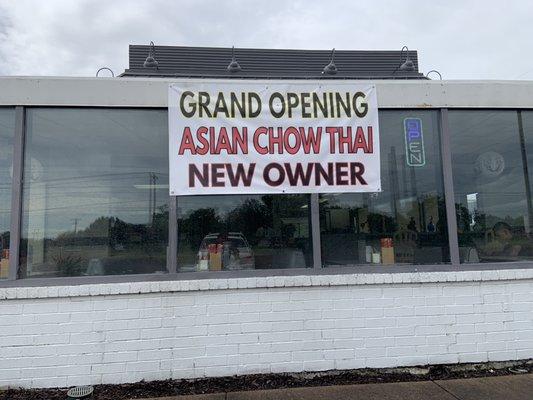 GRAND OPENING
ASIAN CHOW THAI
NEW OWNER
OPEN